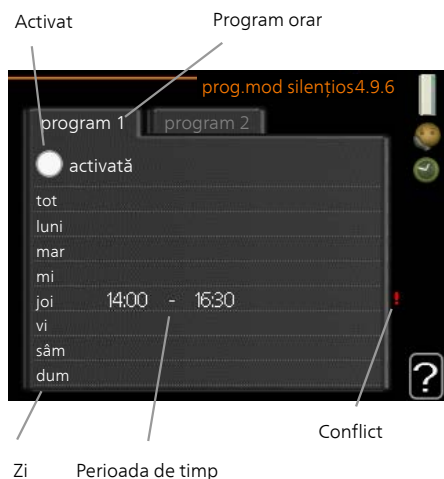 Activat
Program orar
prog.mod silențios4.9.6
program 1 program 2
activată
tot
luni
mar
mi
joi 14:00 - 16:30 !
vi
sâm
dum
?
Conflict
Zi Perioada de timp